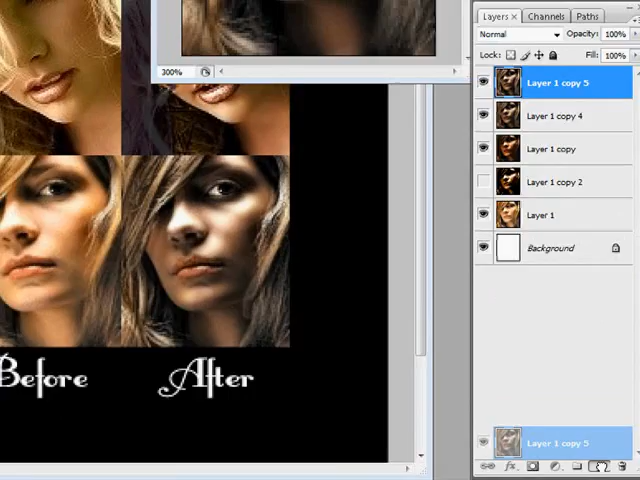 Layers × Channels Paths
Normal Opacity: 100%
Lock: Fill: 100%
300%
Layer 1 copy 5
Layer 1 copy 4
Layer 1 copy
Layer 1 copy 2
Layer 1
Background
Before After
Layer 1 copy 5
fx